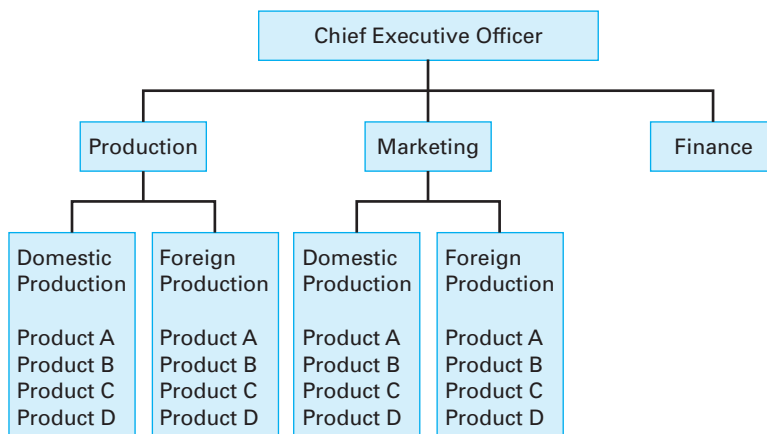 Chief Executive Officer
Production
Marketing
Finance
Domestic
Production
Product A
Product B
Product C
Product D
Foreign
Production
Product A
Product B
Product C
Product D
Domestic
Production
Product A
Product B
Product C
Product D
Foreign
Production
Product A
Product B
Product C
Product D